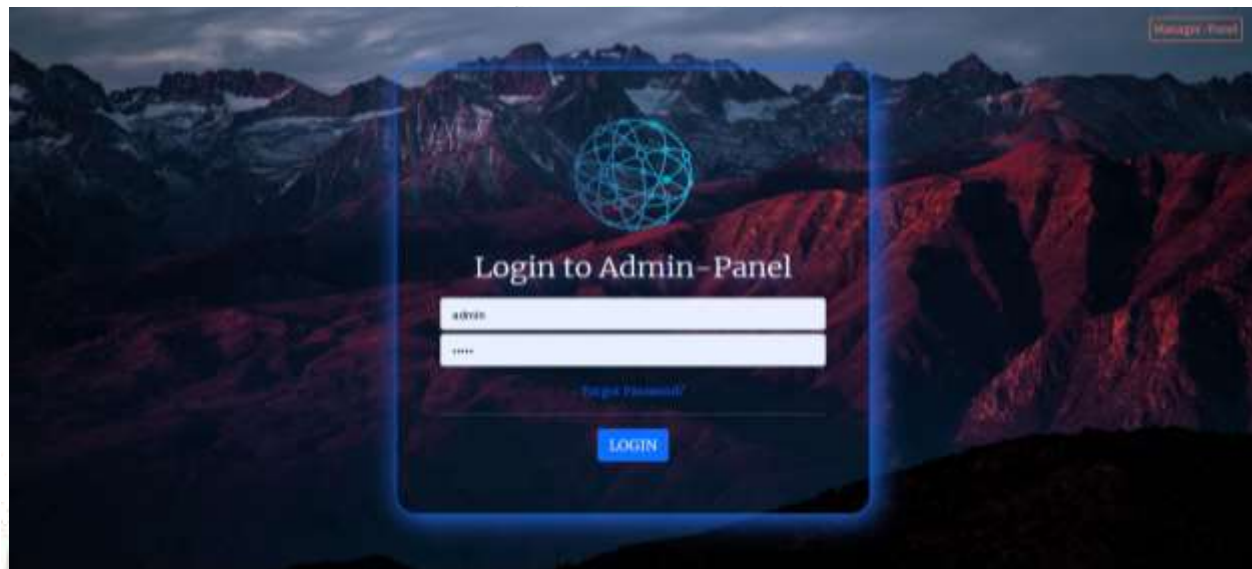 Manager-Panel
Login to Admin-Panel
admin
•••••
Forgot Password?
LOGIN